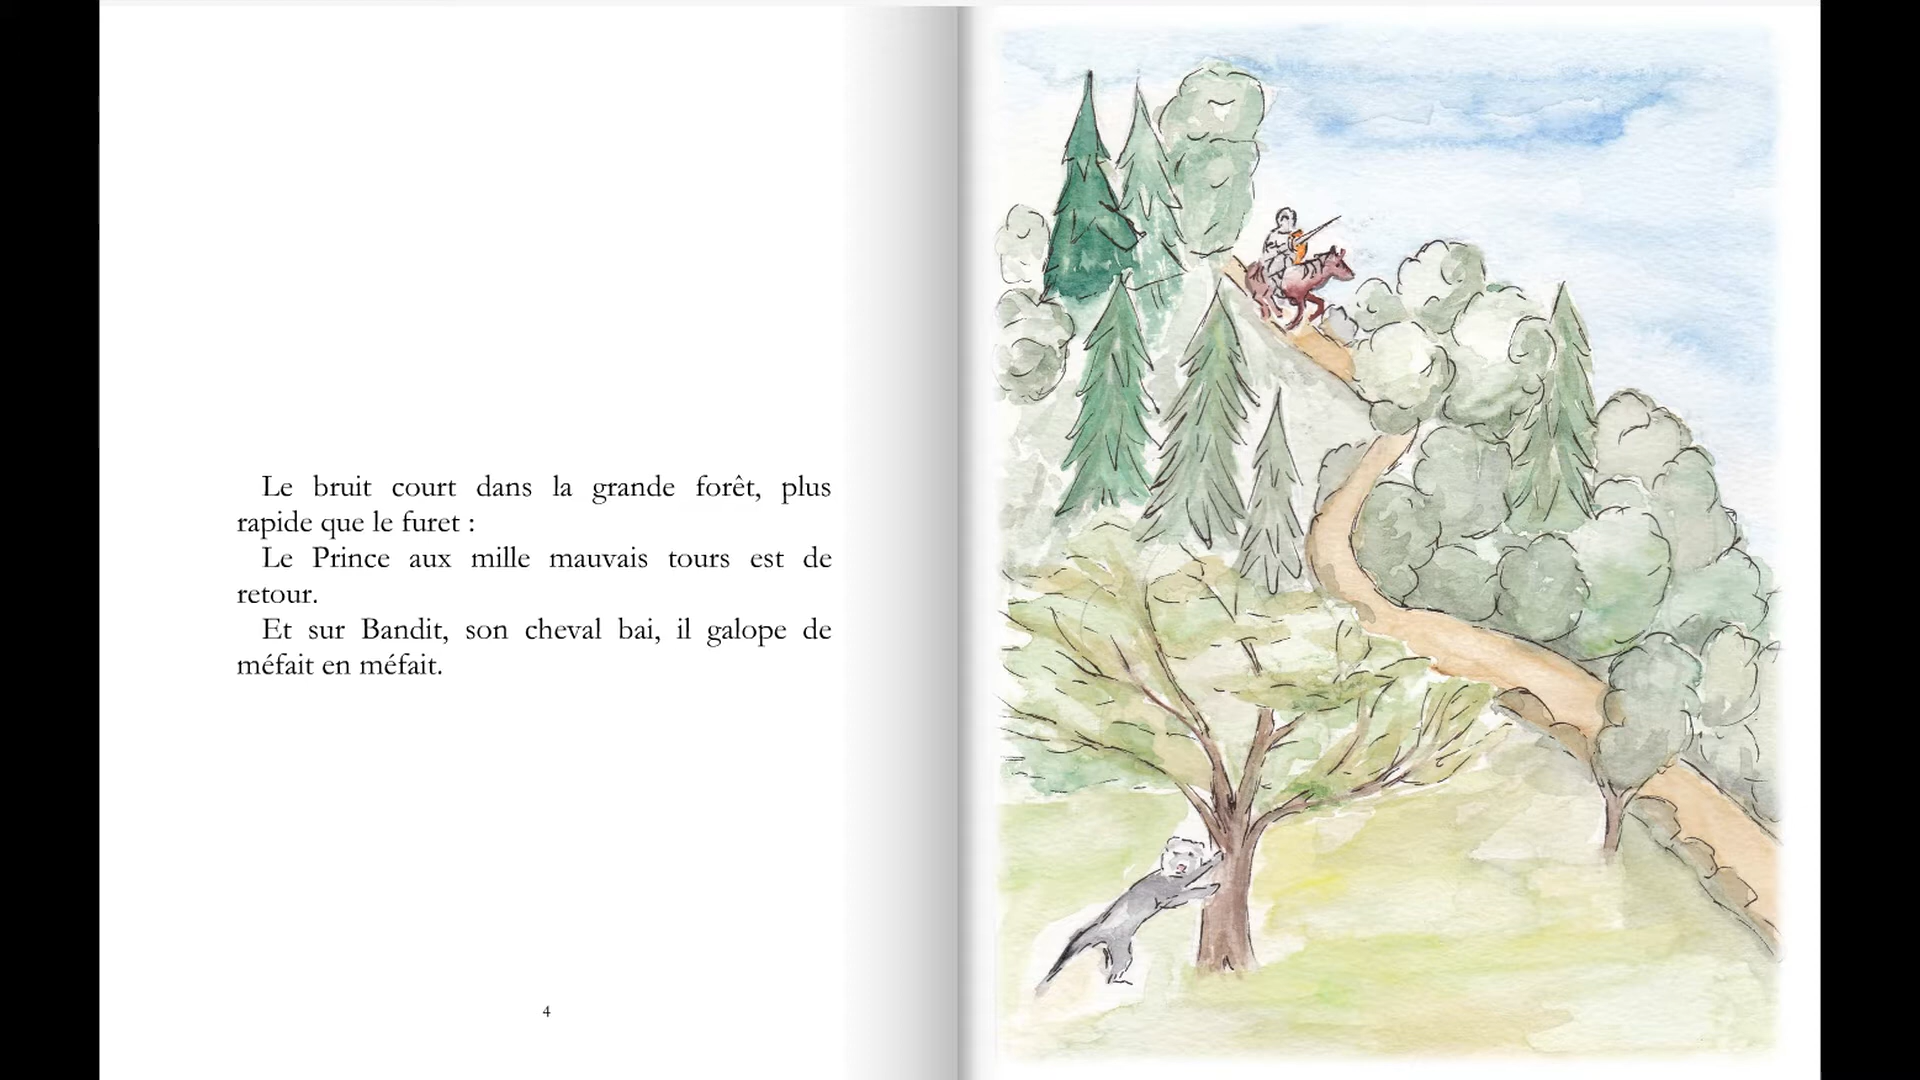 Le bruit court dans la grande forêt, plus
rapide que le furet :
Le Prince aux mille mauvais tours est de
retour.
Et sur Bandit, son cheval bai, il galope de
méfait en méfait.
4